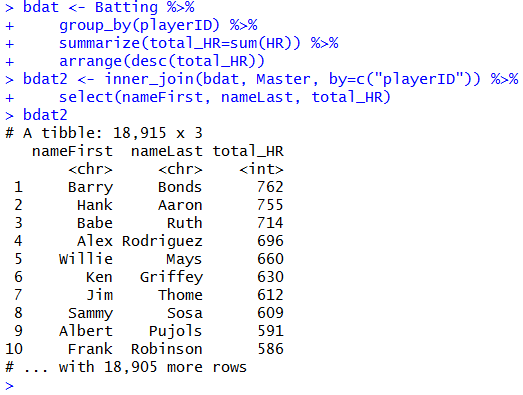 > bdat <- Batting %>%
+     group_by(playerID) %>%
+     summarize(total_HR=sum(HR)) %>%
+     arrange(desc(total_HR))
> bdat2 <- inner_join(bdat, Master, by=c("playerID")) %>%
+     select(nameFirst, nameLast, total_HR)
> bdat2
# A tibble: 18,915 x 3
   nameFirst  nameLast total_HR
       <chr>     <chr>    <int>
 1     Barry     Bonds      762
 2      Hank     Aaron      755
 3      Babe      Ruth      714
 4      Alex Rodriguez      696
 5    Willie      Mays      660
 6       Ken   Griffey      630
 7       Jim     Thome      612
 8     Sammy      Sosa      609
 9    Albert    Pujols      591
10     Frank  Robinson      586
# ... with 18,905 more rows
>